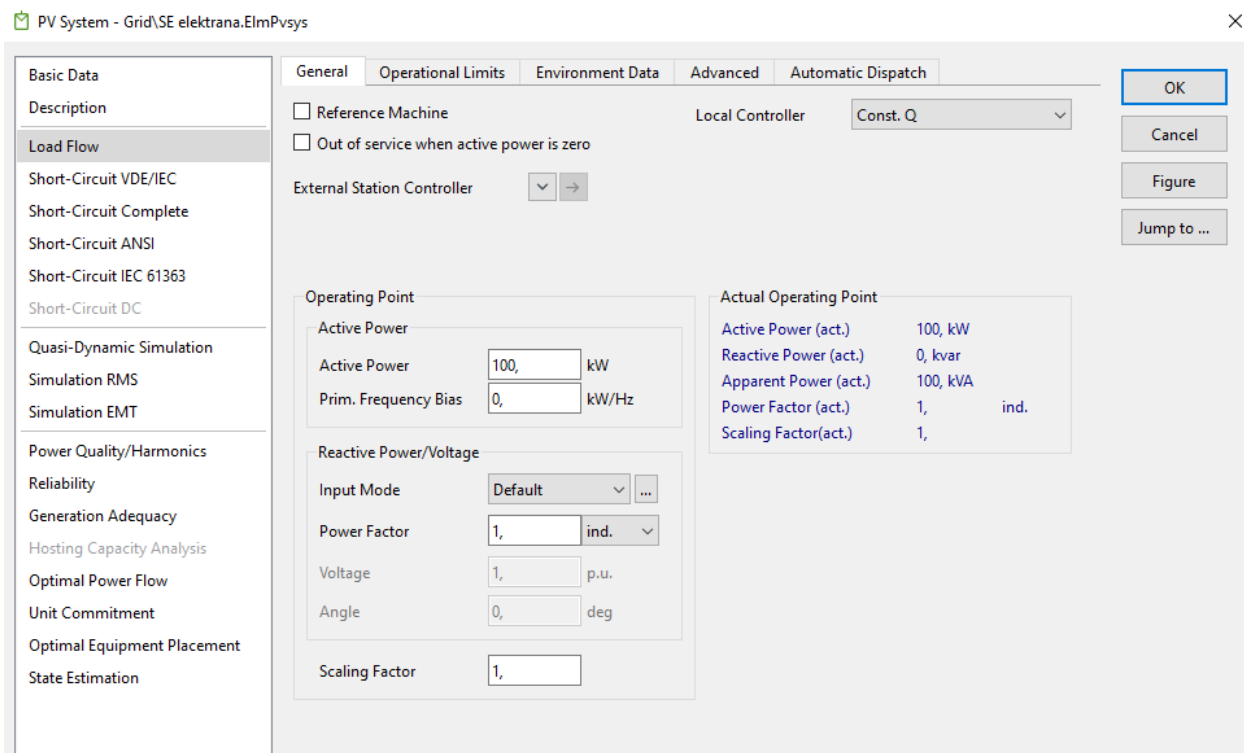 PV System - Grid\SE elektrana.ElmPvsys
Basic Data
Description
Load Flow
Short-Circuit VDE/IEC
Short-Circuit Complete
Short-Circuit ANSI
Short-Circuit IEC 61363
Short-Circuit DC
Quasi-Dynamic Simulation
Simulation RMS
Simulation EMT
Power Quality/Harmonics
Reliability
Generation Adequacy
Hosting Capacity Analysis
Optimal Power Flow
Unit Commitment
Optimal Equipment Placement
State Estimation
General Operational Limits Environment Data Advanced Automatic Dispatch
Reference Machine Local Controller Const. Q
Out of service when active power is zero
External Station Controller
Operating Point
Active Power
Active Power 100, kW
Prim. Frequency Bias 0, kW/Hz
Reactive Power/Voltage
Input Mode Default ...
Power Factor 1, ind.
Voltage 1, p.u.
Angle 0, deg
Scaling Factor 1,
Actual Operating Point
Active Power (act.) 100, kW
Reactive Power (act.) 0, kvar
Apparent Power (act.) 100, kVA
Power Factor (act.) 1, ind.
Scaling Factor(act.) 1,
OK
Cancel
Figure
Jump to ...